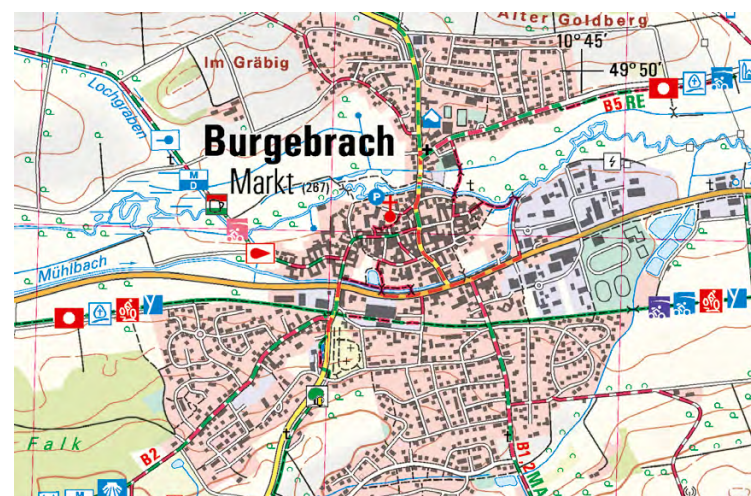 Alter Goldberg
10° 45'
Im Gräbig
49° 50'
B5 RE
Lochgraben
Burgebrach
Markt (267)
M
D
P
Mühlbach
Falk
B2
B1, 2
MA